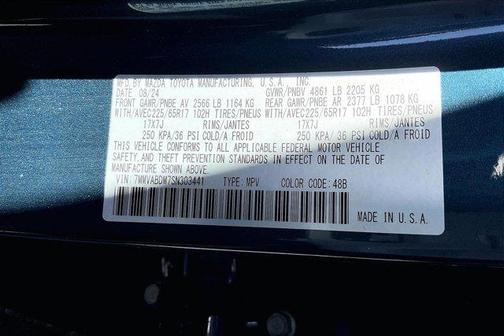 MFD. BY MAZDA TOYOTA MANUFACTURING, U.S.A., INC.
DATE 08/24 GVWR/PNBV 4861 LB 2205 KG
FRONT GAWR/PNBE AV 2566 LB 1164 KG REAR GAWR/PNBE AR 2377 LB 1078 KG
WITH/AVEC225/65R17 102H TIRES/PNEUS WITH/AVEC225/65R17 102H TIRES/PNEUS
17X7J RIMS/JANTES 17X7J RIMS/JANTES
250 KPA/36 PSI COLD/A FROID 250 KPA/36 PSI COLD/A FROID
THIS VEHICLE CONFORMS TO ALL APPLICABLE FEDERAL MOTOR VEHICLE
SAFETY AND THEFT PREVENTION STANDARDS IN EFFECT ON THE DATE OF
MANUFACTURE SHOWN ABOVE.
VIN: 7MMVABDM7SN303441 TYPE: MPV COLOR CODE: 48B
MADE IN U.S.A.